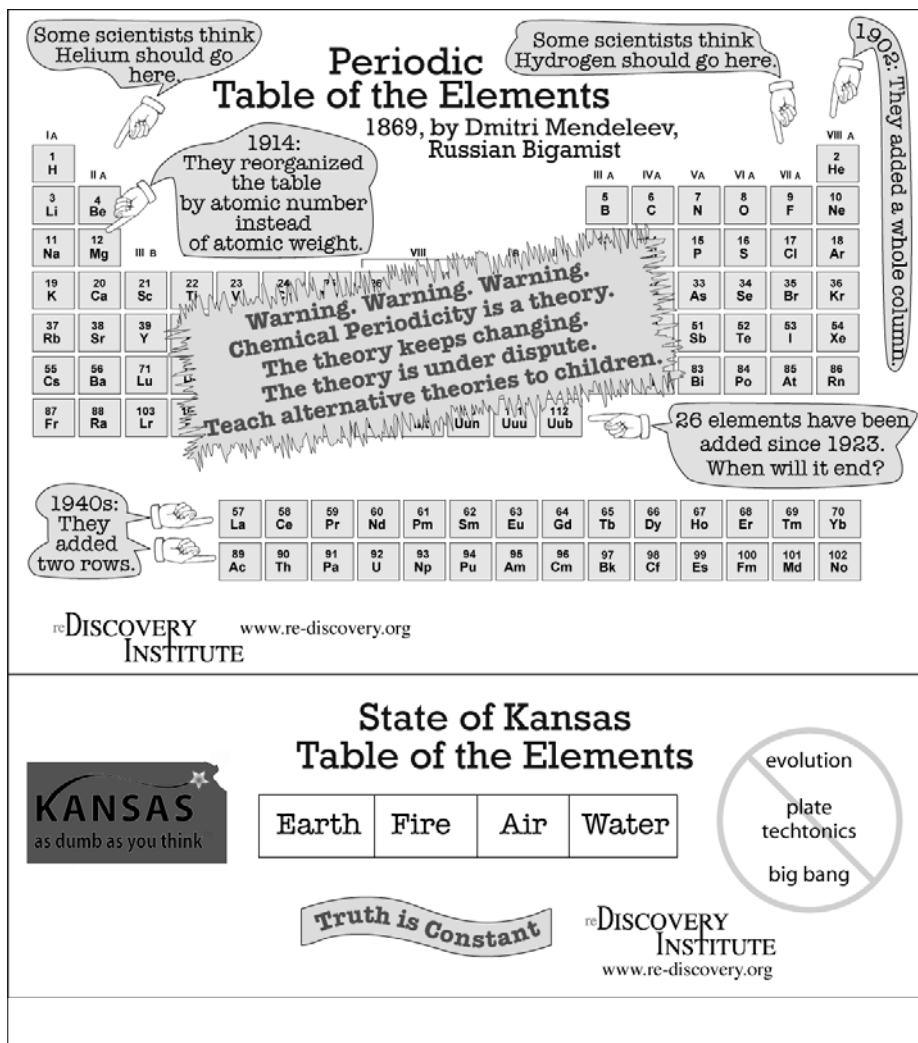 Some scientists think
Helium should go
here.
Periodic
Table of the Elements
1869, by Dmitri Mendeleev,
Russian Bigamist
Some scientists think
Hydrogen should go here.
1902: They added a whole column.
1914:
They reorganized
the table
by atomic number
instead
of atomic weight.
I A
VIII A
1
H
2
He
II A
III A IV A V A VI A VII A
3 4 5 6 7 8 9 10
Li Be B C N O F Ne
11 12 15 16 17 18
Na Mg P S Cl Ar
III B VIII
19 20 21 22 23 24 33 34 35 36
K Ca Sc As Se Br Kr
37 38 39 51 52 53 54
Rb Sr Y Sb Te I Xe
55 56 71 83 84 85 86
Cs Ba Lu Bi Po At Rn
87 88 103 112
Fr Ra Lr Uun Uuu Uub
Warning. Warning. Warning.
Chemical Periodicity is a theory.
The theory keeps changing.
The theory is under dispute.
Teach alternative theories to children.
26 elements have been
added since 1923.
When will it end?
1940s:
They
added
two rows.
57 58 59 60 61 62 63 64 65 66 67 68 69 70
La Ce Pr Nd Pm Sm Eu Gd Tb Dy Ho Er Tm Yb
89 90 91 92 93 94 95 96 97 98 99 100 101 102
Ac Th Pa U Np Pu Am Cm Bk Cf Es Fm Md No
reDISCOVERY
INSTITUTE
www.re-discovery.org
State of Kansas
Table of the Elements
KANSAS
as dumb as you think
Earth Fire Air Water
evolution
plate
techtonics
big bang
Truth is Constant
reDISCOVERY
INSTITUTE
www.re-discovery.org